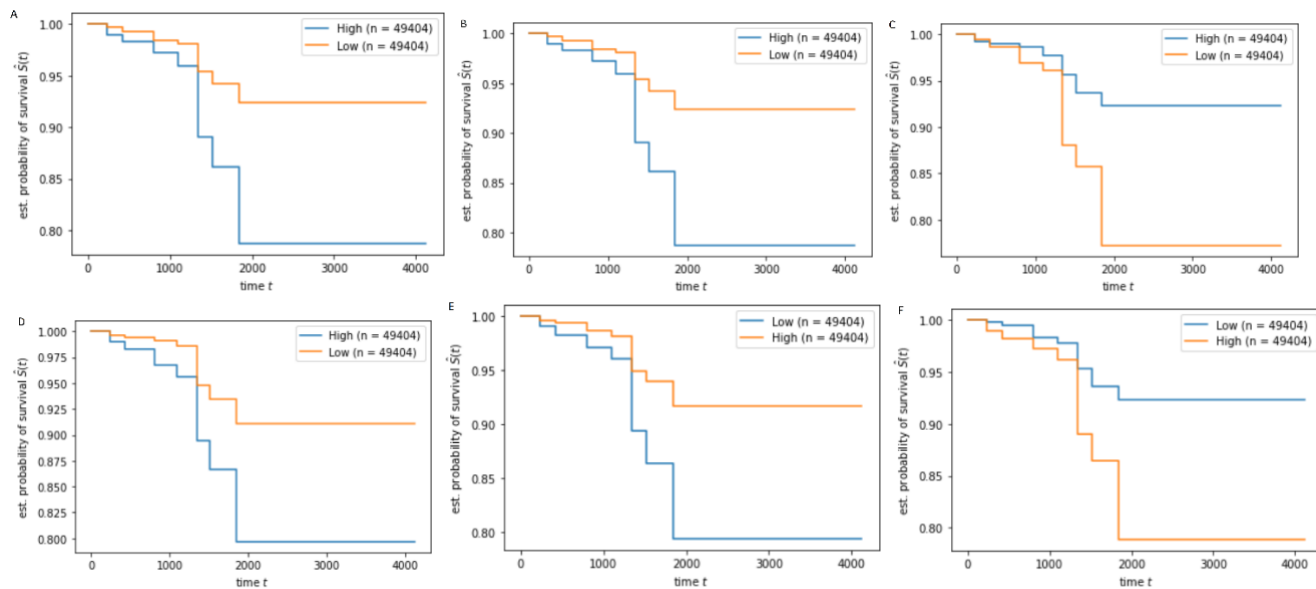 A
est. probability of survival Ŝ(t)
1.00
0.95
0.90
0.85
0.80
High (n = 49404)
Low (n = 49404)
0
1000
2000
3000
4000
time t
B
est. probability of survival Ŝ(t)
1.00
0.95
0.90
0.85
0.80
High (n = 49404)
Low (n = 49404)
0
1000
2000
3000
4000
time t
C
est. probability of survival Ŝ(t)
1.00
0.95
0.90
0.85
0.80
High (n = 49404)
Low (n = 49404)
0
1000
2000
3000
4000
time t
D
est. probability of survival Ŝ(t)
1.000
0.975
0.950
0.925
0.900
0.875
0.850
0.825
0.800
High (n = 49404)
Low (n = 49404)
0
1000
2000
3000
4000
time t
E
est. probability of survival Ŝ(t)
1.00
0.95
0.90
0.85
0.80
Low (n = 49404)
High (n = 49404)
0
1000
2000
3000
4000
time t
F
est. probability of survival Ŝ(t)
1.00
0.95
0.90
0.85
0.80
Low (n = 49404)
High (n = 49404)
0
1000
2000
3000
4000
time t